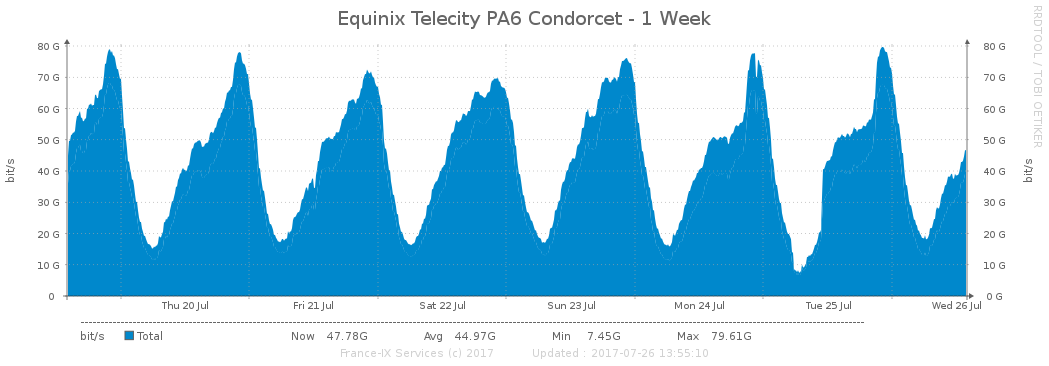 Equinix Telecity PA6 Condorcet - 1 Week
RRDTOOL / TOBI OETIKER
bit/s
80 G
70 G
60 G
50 G
40 G
30 G
20 G
10 G
0
80 G
70 G
60 G
50 G
40 G
30 G
20 G
10 G
0 G
bit/s
Thu 20 Jul Fri 21 Jul Sat 22 Jul Sun 23 Jul Mon 24 Jul Tue 25 Jul Wed 26 Jul
bit/s Total Now 47.78G Avg 44.97G Min 7.45G Max 79.61G
France-IX Services (c) 2017 Updated : 2017-07-26 13:55:10